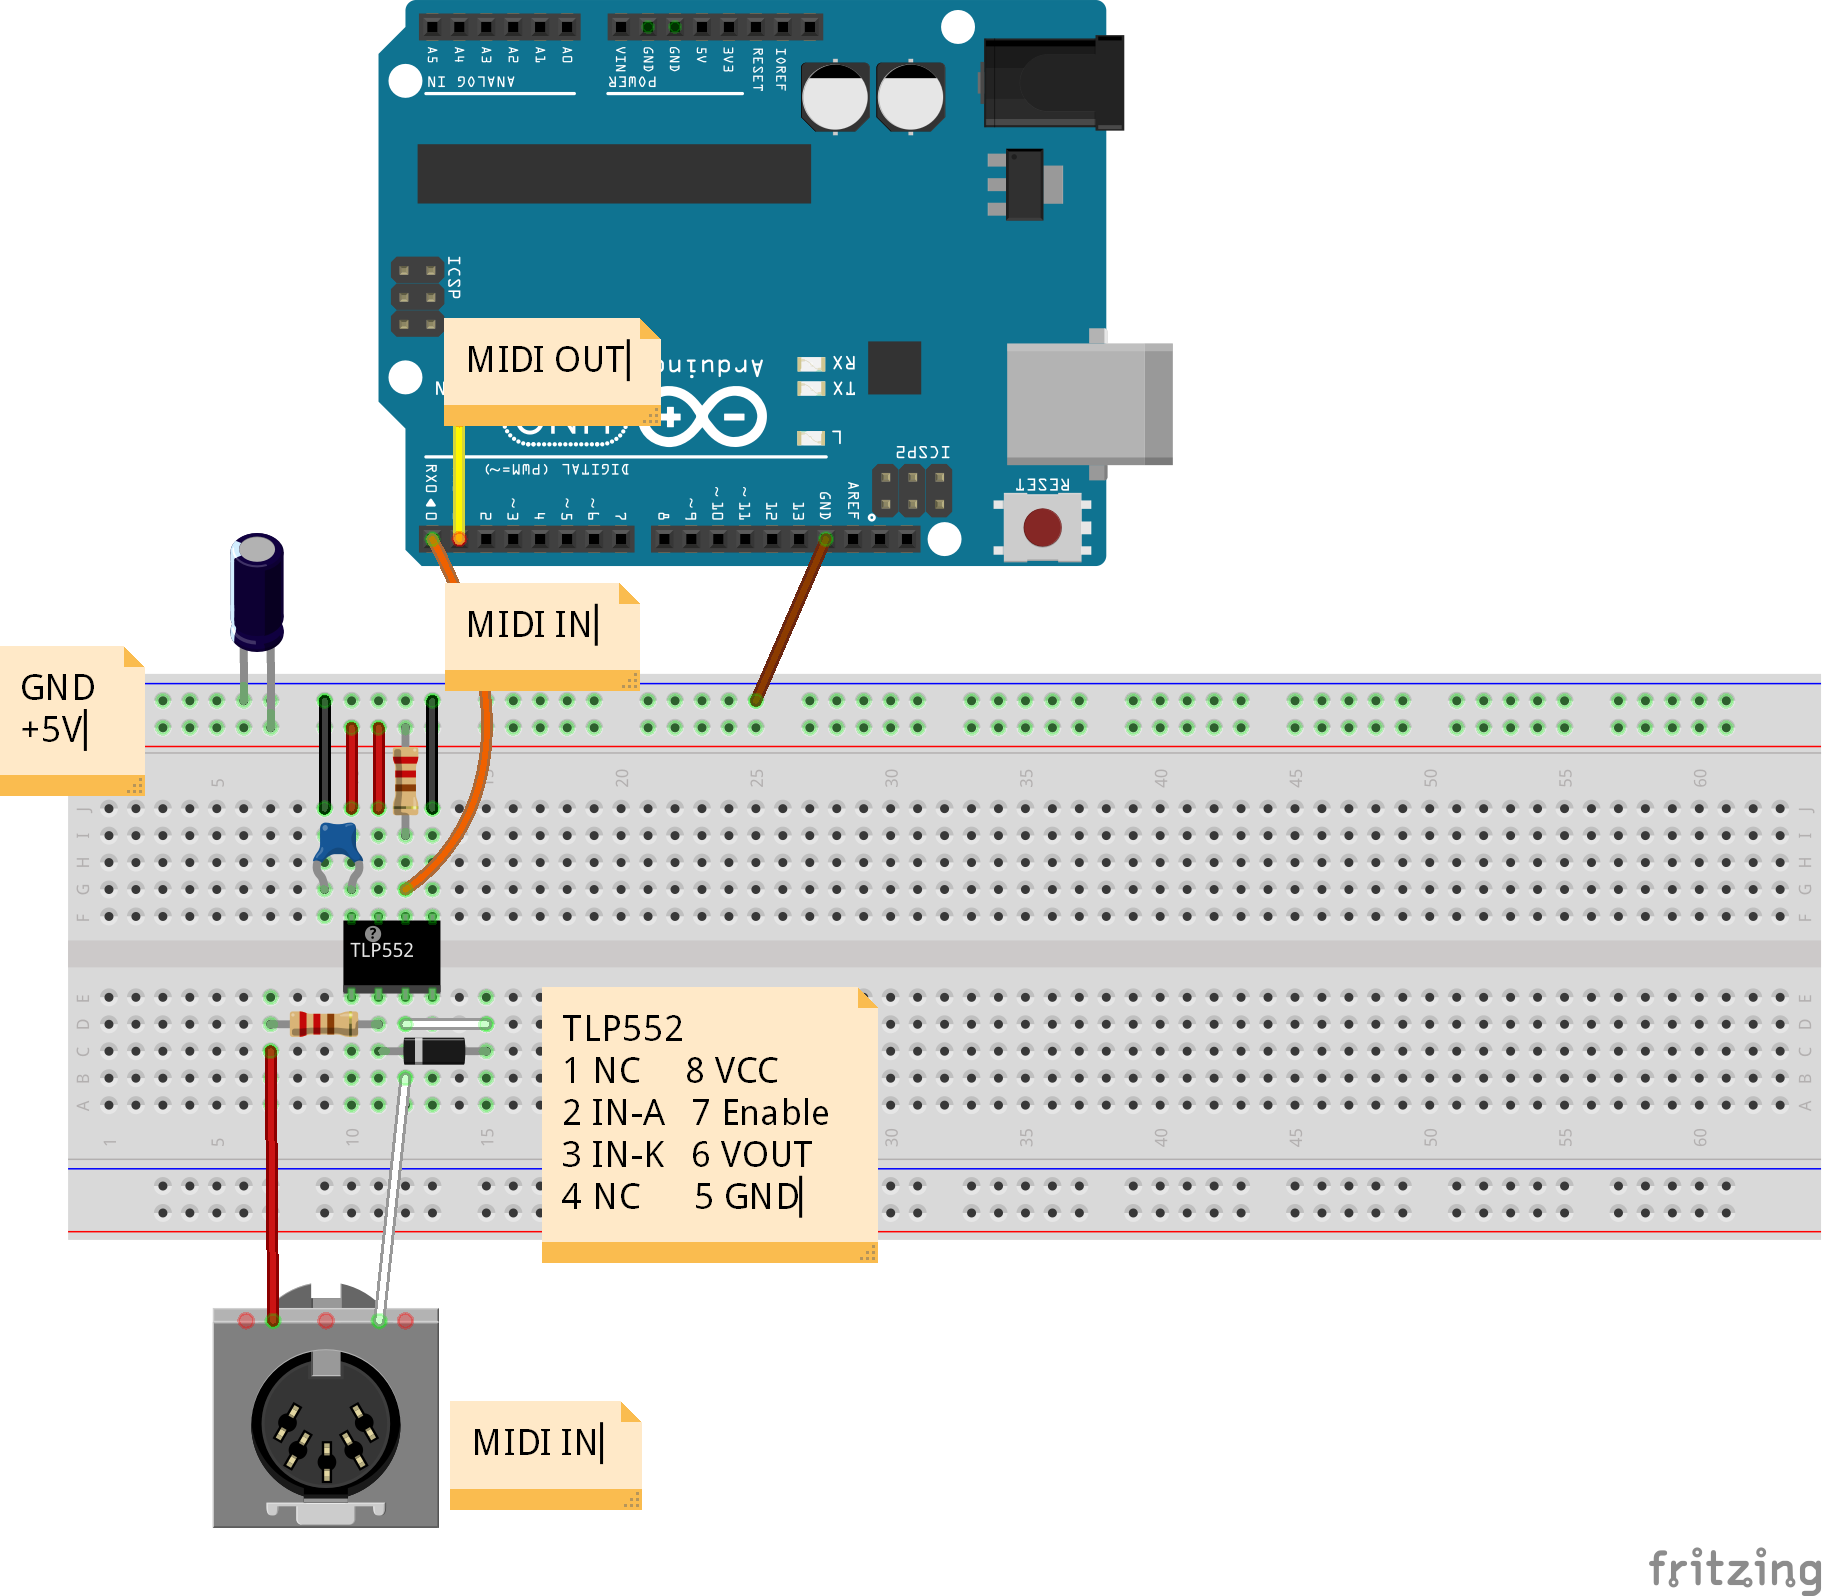 A5 A4 A3 A2 A1 A0 VIN GND GND 5V 3V3 RESET IOREF
ANALOG IN POWER
ICSP
MIDI OUT
Arduino
RX
TX
L
N
DIGITAL (PWM=~)
ICSP2
RX0
0 2 ~3 4 ~5 ~6 7 8 ~9 ~10 ~11 12 13 GND AREF
RESET
MIDI IN
GND
+5V
5 15 20 25 30 35 40 45 50 55 60
J J
I I
H H
G G
F F
TLP552
E E
D D
C C
B B
A A
1 5 10 15 30 35 40 45 50 55 60
TLP552
1 NC 8 VCC
2 IN-A 7 Enable
3 IN-K 6 VOUT
4 NC 5 GND
MIDI IN
fritzing